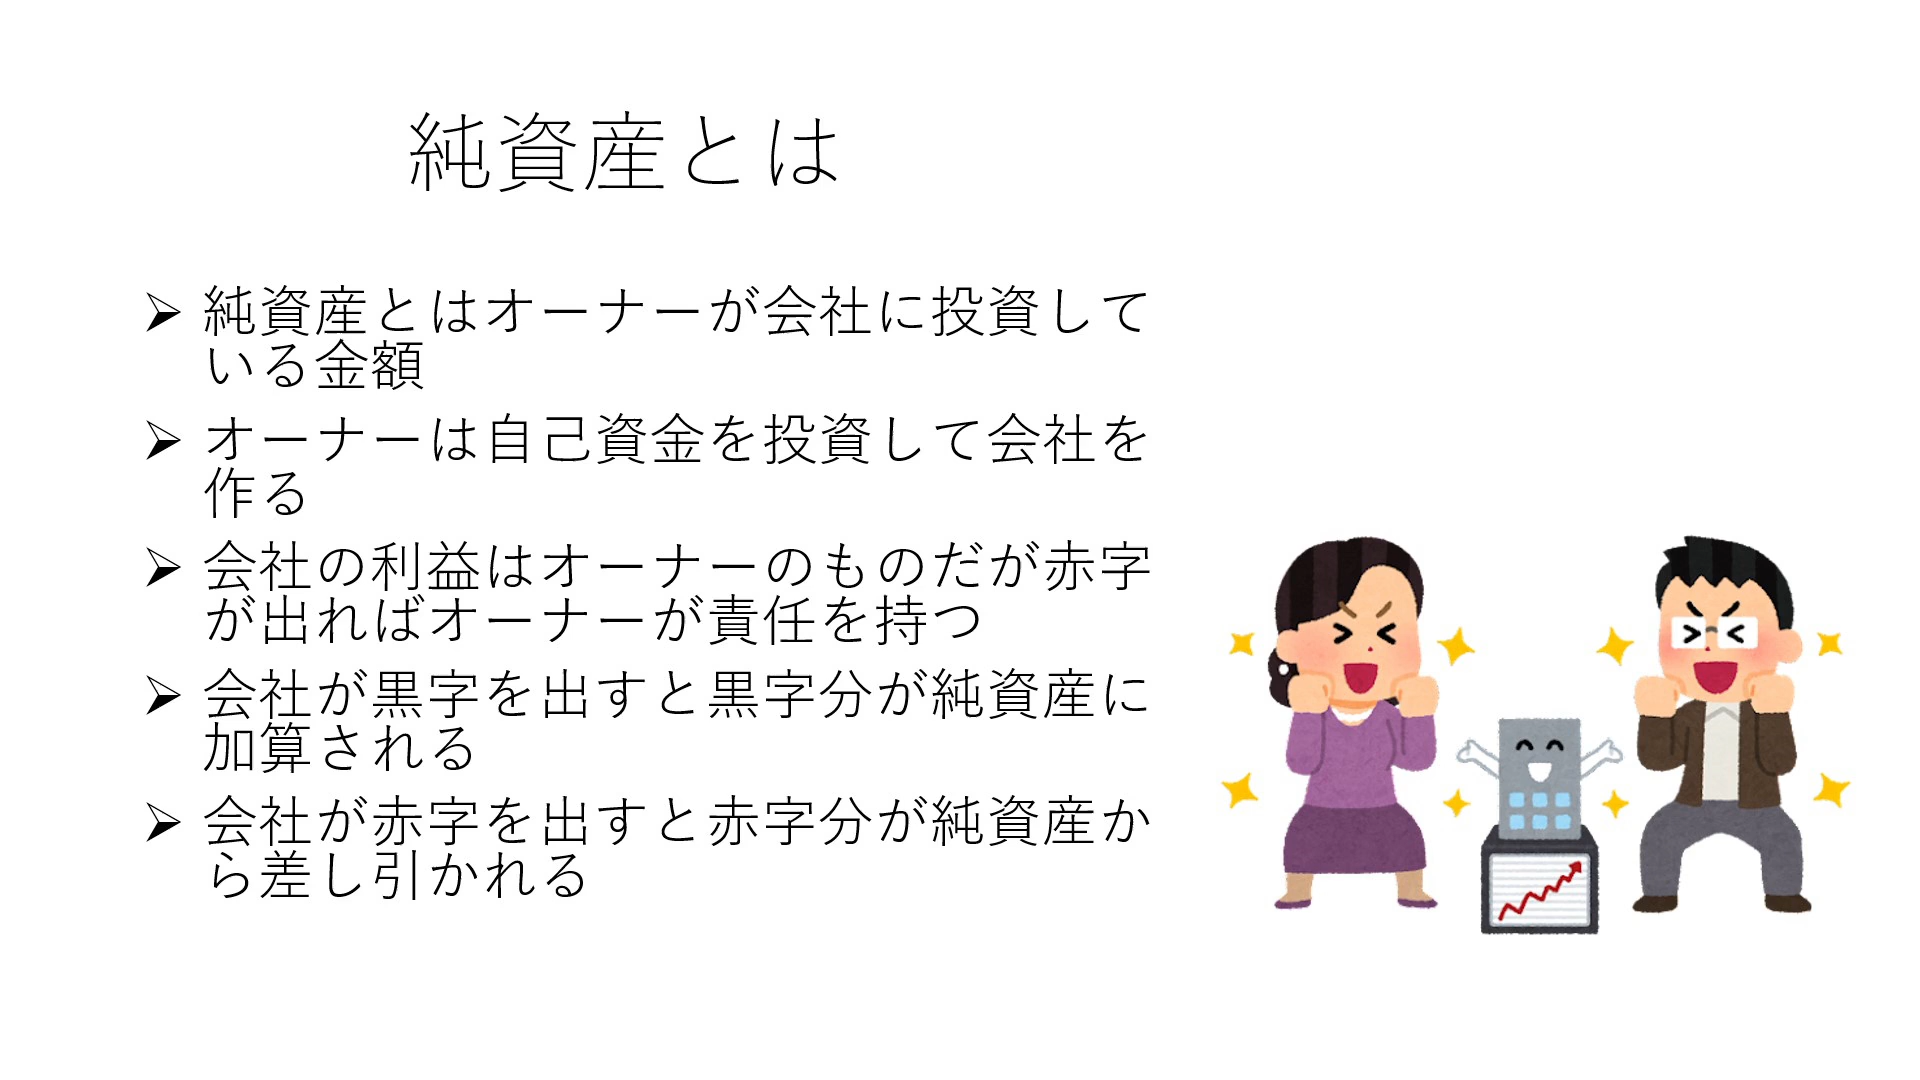 純資産とは
純資産とはオーナーが会社に投資して
いる金額
オーナーは自己資金を投資して会社を
作る
会社の利益はオーナーのものだが赤字
が出ればオーナーが責任を持つ
会社が黒字を出すと黒字分が純資産に
加算される
会社が赤字を出すと赤字分が純資産か
ら差し引かれる